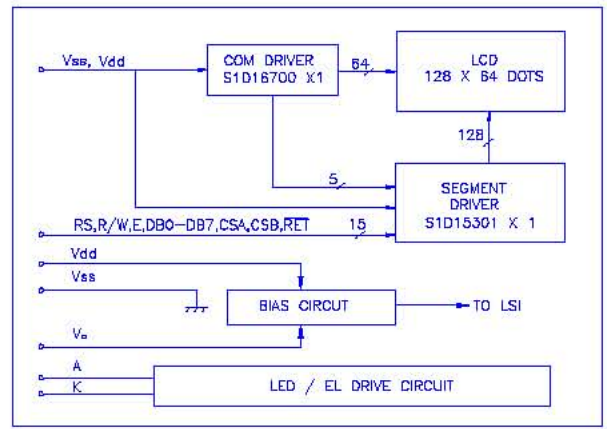 Vss, Vdd
COM DRIVER
S1D16700 X1
64
LCD
128 X 64 DOTS
128
5
SEGMENT
DRIVER
S1D15301 X 1
RS,R/W,E,DB0-DB7,CSA,CSB,RET
15
Vdd
Vss
BIAS CIRCUT
TO LSI
Vo
A
K
LED / EL DRIVE CIRCUIT